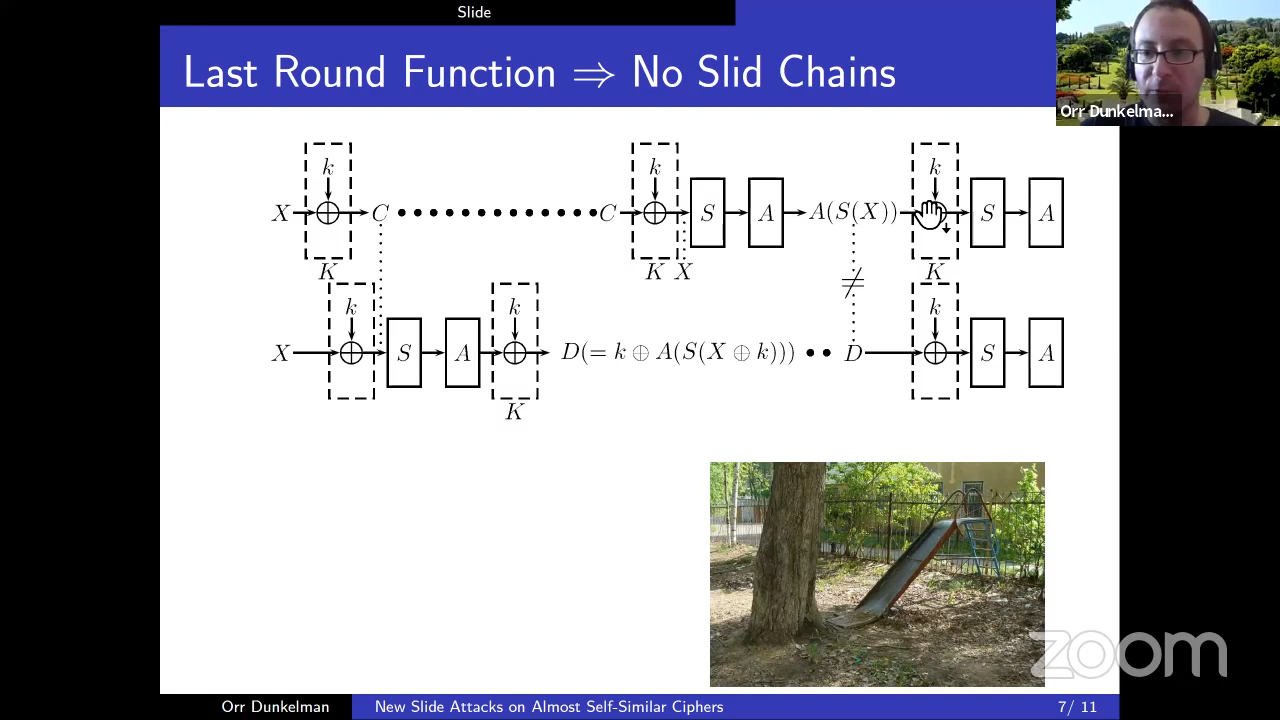 Slide
Last Round Function ⇒ No Slid Chains
Orr Dunkelma...
k k k
X C C S A A(S(X)) S A
K K X K
k k ≠ k
X S A D(= k ⊕ A(S(X ⊕ k))) D S A
K
zoom
Orr Dunkelman New Slide Attacks on Almost Self-Similar Ciphers 7/ 11